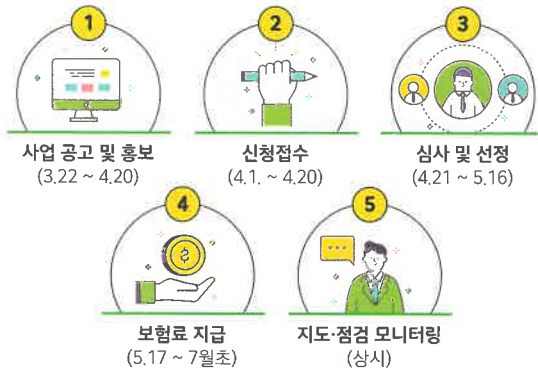 1
사업 공고 및 홍보
(3.22 ~ 4.20)
2
신청접수
(4.1. ~ 4.20)
3
심사 및 선정
(4.21 ~ 5.16)
4
보험료 지급
(5.17 ~ 7월초)
5
지도·점검 모니터링
(상시)